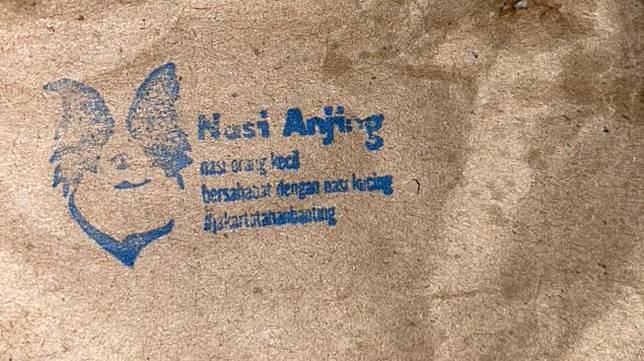 Nasi Anjing
nasi orang kecil
bersahabat dengan nasi kucing
#jakartatahanbanting